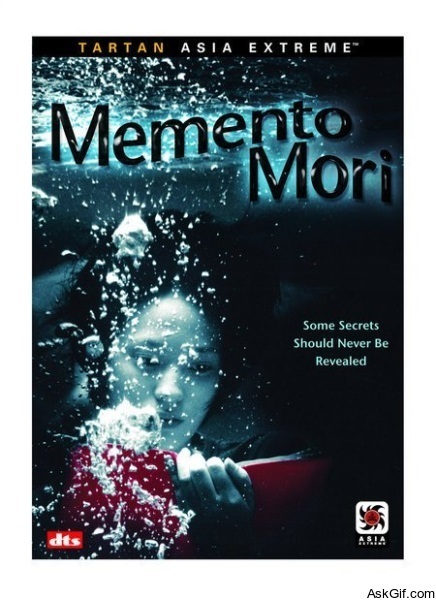 TARTAN ASIA EXTREME™
Memento
Mori
Some Secrets
Should Never Be
Revealed
dts
ASIA
EXTREME
AskGif.com